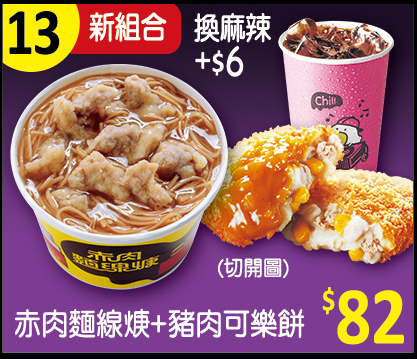 13 新組合
換麻辣
+$6
Chill
赤肉
麵線焿
(切開圖)
赤肉麵線焿+豬肉可樂餅 $82